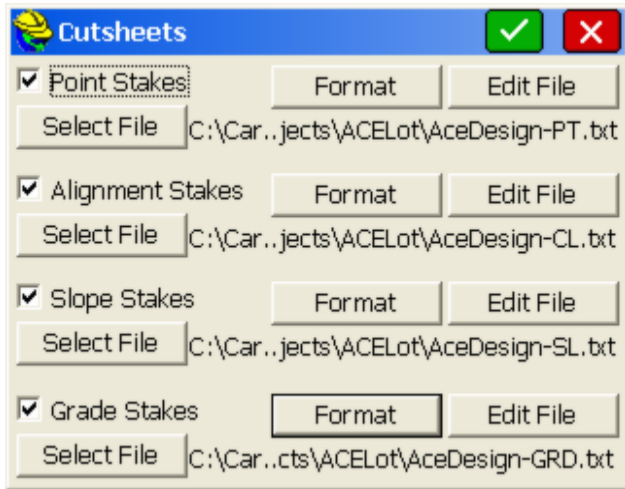 Cutsheets
Point Stakes Format Edit File
Select File C:\Car..jects\ACELot\AceDesign-PT.txt
Alignment Stakes Format Edit File
Select File C:\Car..jects\ACELot\AceDesign-CL.txt
Slope Stakes Format Edit File
Select File C:\Car..jects\ACELot\AceDesign-SL.txt
Grade Stakes Format Edit File
Select File C:\Car..cts\ACELot\AceDesign-GRD.txt